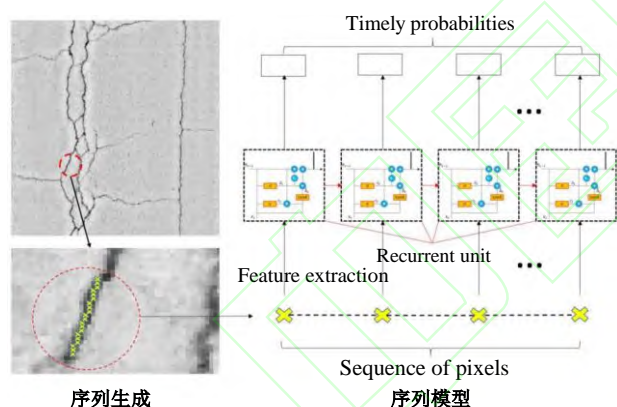 Timely probabilities
Recurrent unit
Feature extraction
Sequence of pixels
序列生成
序列模型